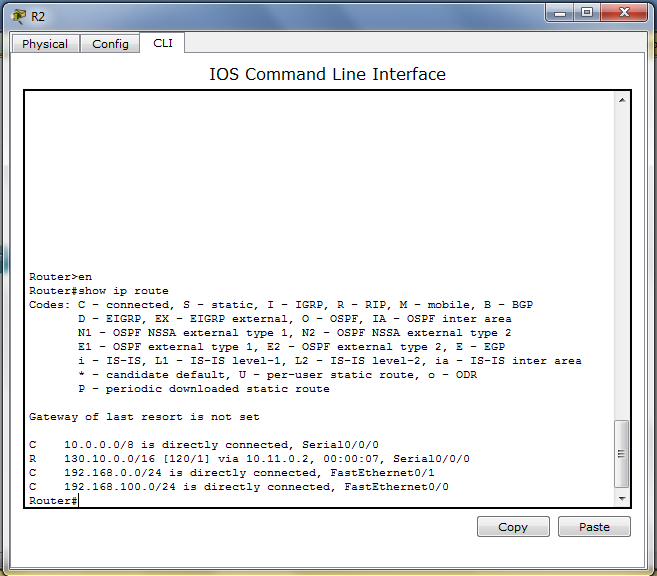 R2
Physical Config CLI
IOS Command Line Interface
Router>en
Router#show ip route
Codes: C - connected, S - static, I - IGRP, R - RIP, M - mobile, B - BGP
D - EIGRP, EX - EIGRP external, O - OSPF, IA - OSPF inter area
N1 - OSPF NSSA external type 1, N2 - OSPF NSSA external type 2
E1 - OSPF external type 1, E2 - OSPF external type 2, E - EGP
i - IS-IS, L1 - IS-IS level-1, L2 - IS-IS level-2, ia - IS-IS inter area
* - candidate default, U - per-user static route, o - ODR
P - periodic downloaded static route
Gateway of last resort is not set
C 10.0.0.0/8 is directly connected, Serial0/0/0
R 130.10.0.0/16 [120/1] via 10.11.0.2, 00:00:07, Serial0/0/0
C 192.168.0.0/24 is directly connected, FastEthernet0/1
C 192.168.100.0/24 is directly connected, FastEthernet0/0
Router#
Copy Paste